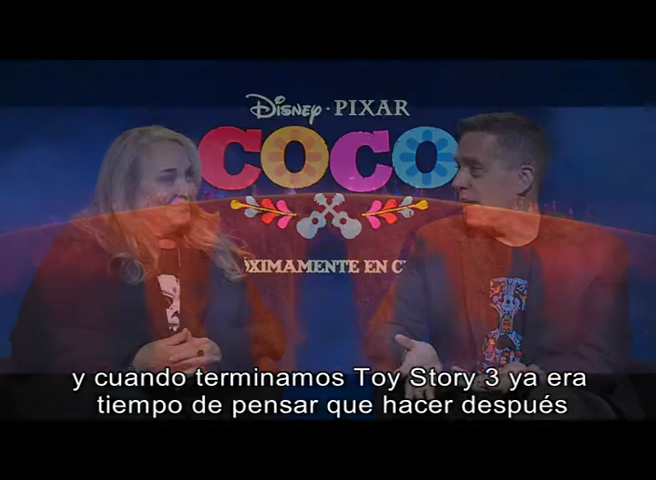 Disney · PIXAR
COCO
XIMAMENTE EN C
y cuando terminamos Toy Story 3 ya era
tiempo de pensar que hacer después